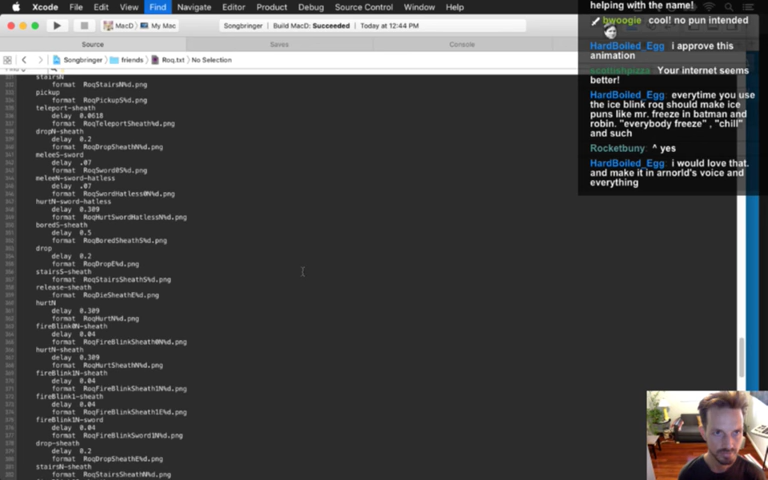 Xcode File Edit View Find Navigate Editor Product Debug Source Control Window Help
helping with the name!
bwoogie cool! no pun intended
MacD My Mac
Songbringer Build MacD: Succeeded Today at 12:44 PM
Source Saves Console
HardBoiled_Egg: i approve this
animation
Songbringer friends Roq.txt No Selection
scottishpizza: Your internet seems
better!
HardBoiled_Egg: everytime you use
the ice blink roq should make ice
puns like mr. freeze in batman and
robin. "everybody freeze" , "chill"
and such
Rocketbuny: ^ yes
HardBoiled_Egg: i would love that.
and make it in arnorld's voice and
everything
stairsN
format RoqStairsN%d.png
pickup
format RoqPickupS%d.png
teleport-sheath
delay 0.0618
format RoqTeleportSheath%d.png
dropN-sheath
delay 0.2
format RoqDropSheathN%d.png
meleeS-sword
delay .07
format RoqSword0S%d.png
meleeN-sword-hatless
delay .07
format RoqSwordHatless0N%d.png
hurtN-sword-hatless
delay 0.309
format RoqHurtSwordHatlessN%d.png
boredS-sheath
delay 0.5
format RoqBoredSheathS%d.png
drop
delay 0.2
format RoqDropE%d.png
stairsS-sheath
format RoqStairsSheathS%d.png
release-sheath
format RoqDieSheathE%d.png
hurtN
delay 0.309
format RoqHurtN%d.png
fireBlink0N-sheath
delay 0.04
format RoqFireBlinkSheath0N%d.png
hurtN-sheath
delay 0.309
format RoqHurtSheathN%d.png
fireBlink1N-sheath
delay 0.04
format RoqFireBlinkSheath1N%d.png
fireBlink1-sheath
delay 0.04
format RoqFireBlinkSheath1E%d.png
fireBlink1N-sword
delay 0.04
format RoqFireBlinkSword1N%d.png
drop-sheath
delay 0.2
format RoqDropSheathE%d.png
stairsN-sheath
format RoqStairsSheathN%d.png